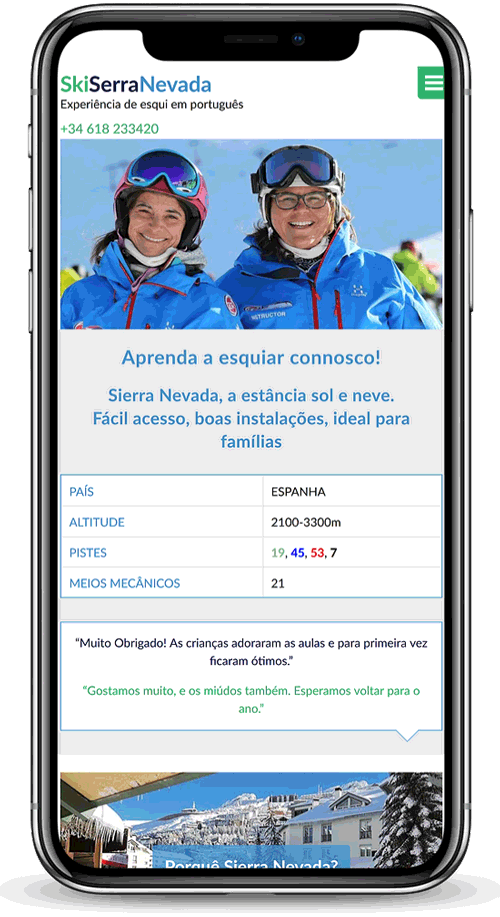 SkiSerraNevada
Experiência de esqui em português
+34 618 233420
INSTRUCTOR
Aprenda a esquiar connosco!
Sierra Nevada, a estância sol e neve.
Fácil acesso, boas instalações, ideal para
famílias
PAÍS ESPANHA
ALTITUDE 2100-3300m
PISTES 19, 45, 53, 7
MEIOS MECÂNICOS 21
“Muito Obrigado! As crianças adoraram as aulas e para primeira vez
ficaram ótimos.”
“Gostamos muito, e os miúdos também. Esperamos voltar para o
ano.”
Porquê Sierra Nevada?